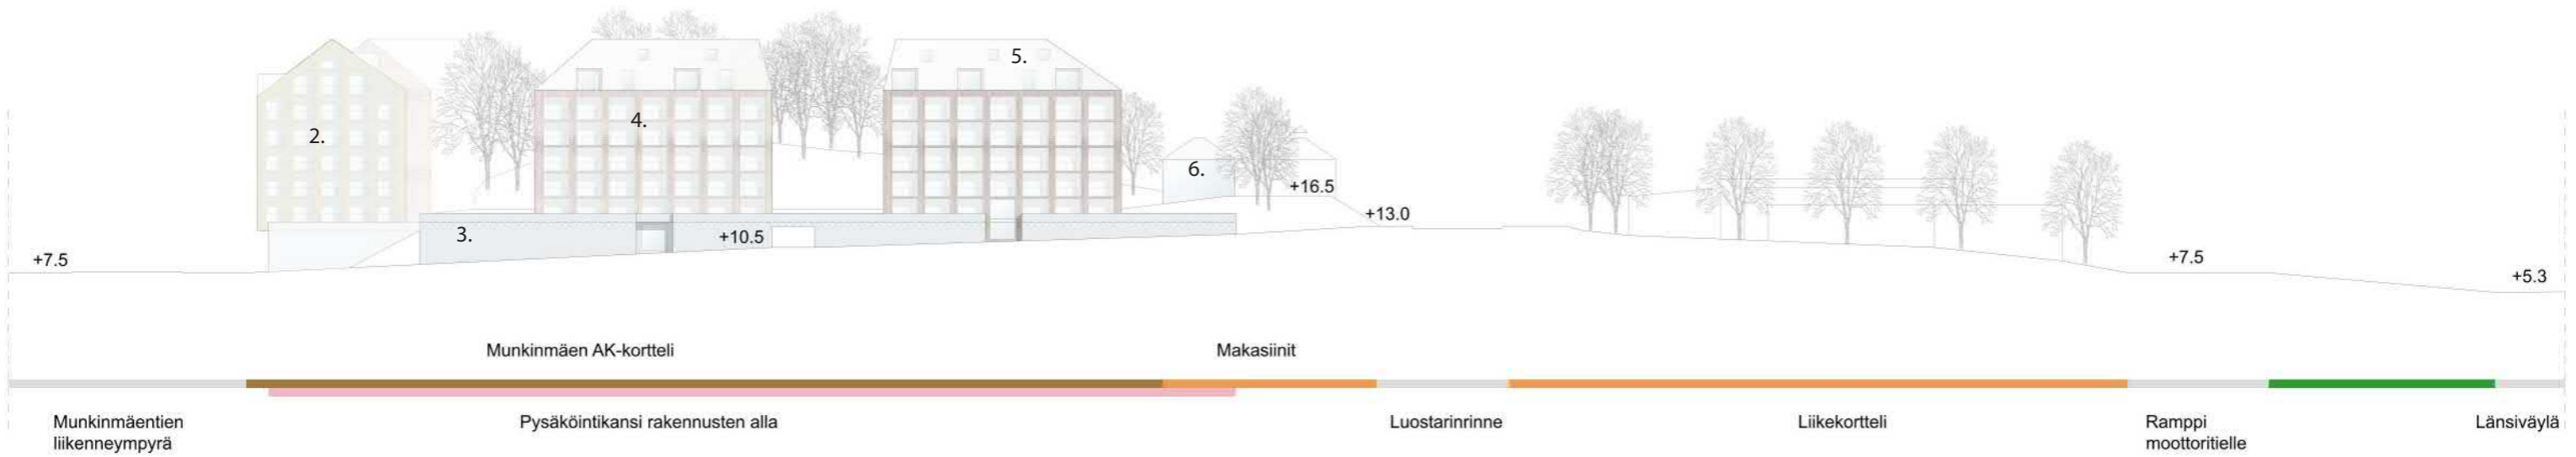 5.
4.
2.
6.
+16.5
+13.0
3.
+10.5
+7.5
+7.5
+5.3
Munkinmäen AK-kortteli
Makasiinit
Munkinmäentien
liikenneympyrä
Pysäköintikansi rakennusten alla
Luostarinrinne
Liikekortteli
Ramppi
moottoritielle
Länsiväylä